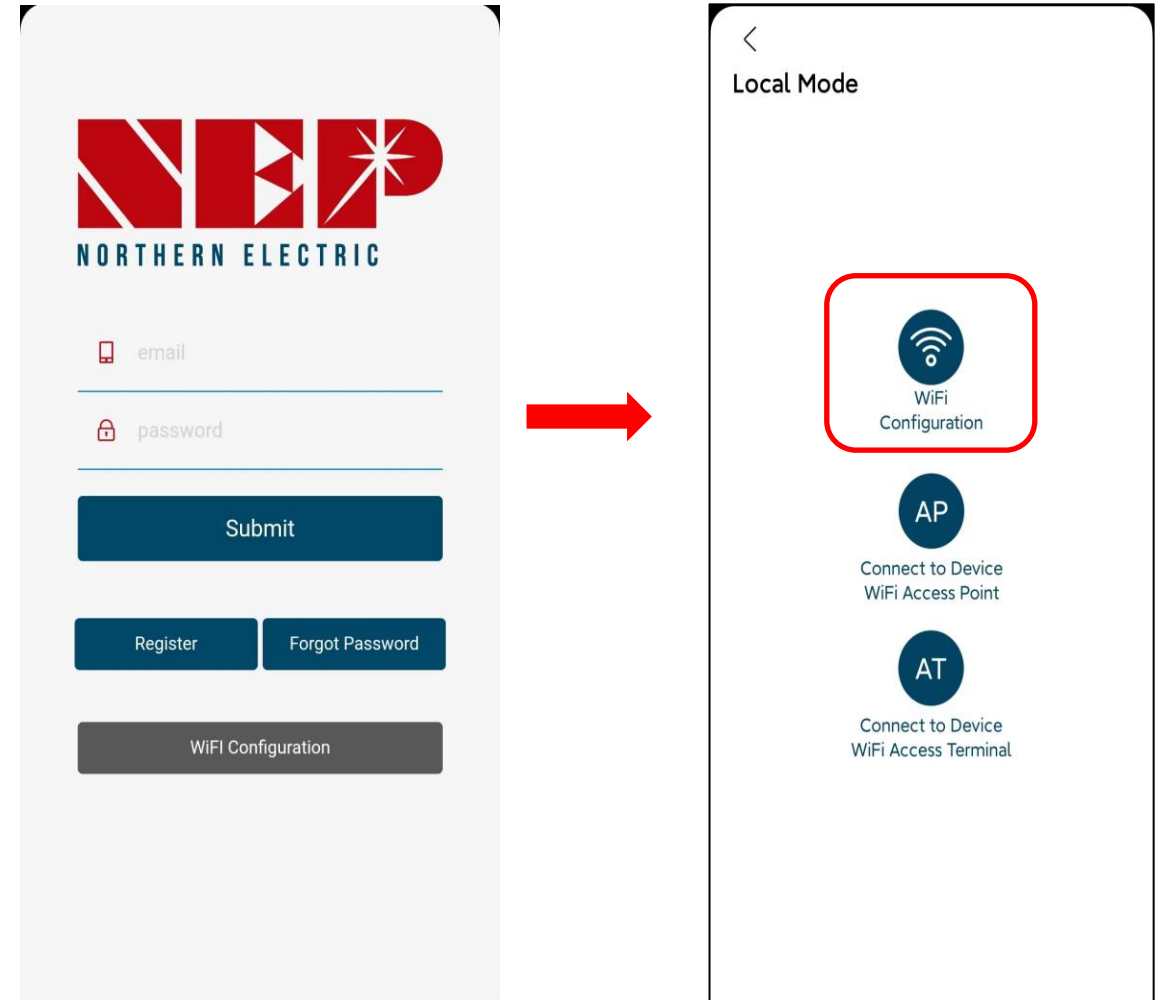 NEP
NORTHERN ELECTRIC
email
password
Submit
Register
Forgot Password
WiFI Configuration
Local Mode
WiFi
Configuration
AP
Connect to Device
WiFi Access Point
AT
Connect to Device
WiFi Access Terminal